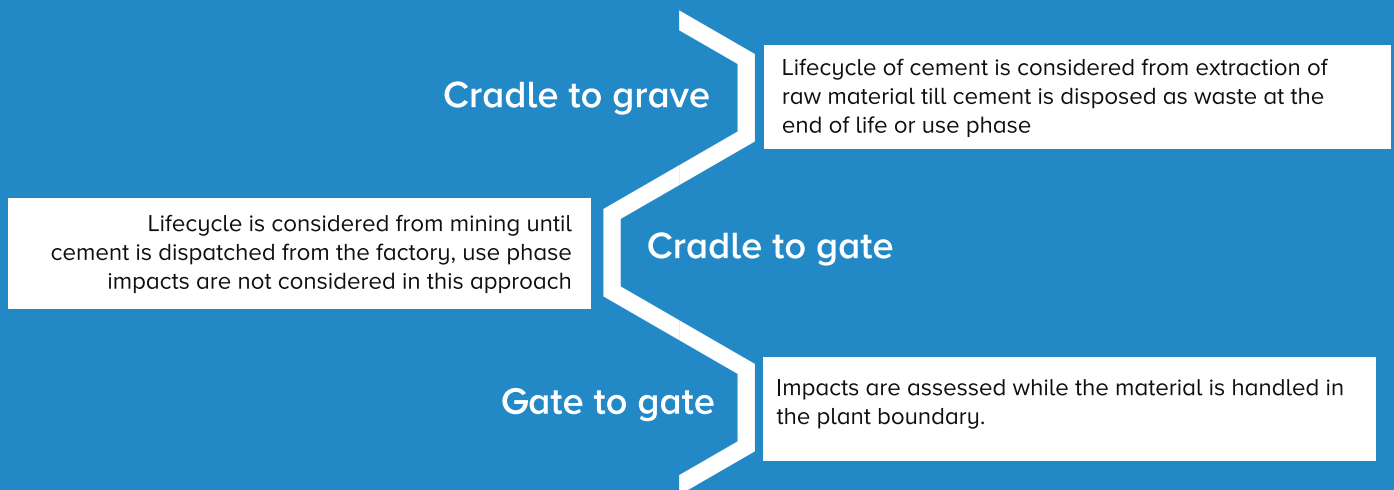 Cradle to grave
Lifecycle of cement is considered from extraction of
raw material till cement is disposed as waste at the
end of life or use phase
Lifecycle is considered from mining until
cement is dispatched from the factory, use phase
impacts are not considered in this approach
Cradle to gate
Gate to gate
Impacts are assessed while the material is handled in
the plant boundary.